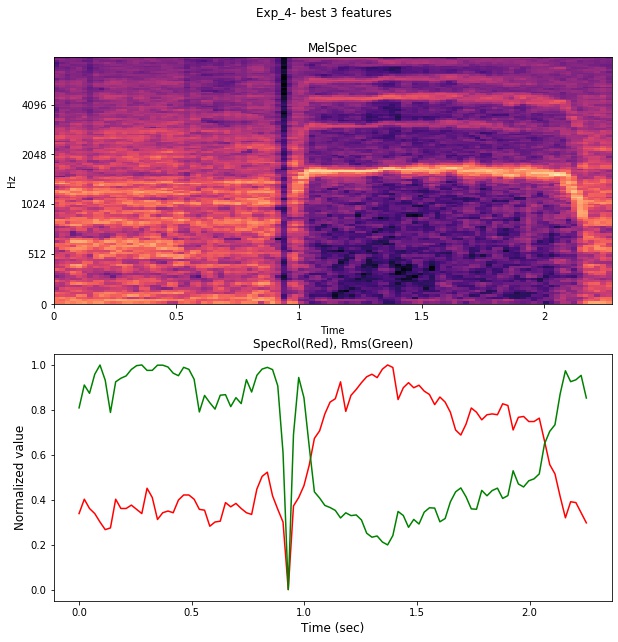 Exp_4- best 3 features
MelSpec
Hz
4096
2048
1024
512
0
0 0.5 1 1.5 2
Time
SpecRol(Red), Rms(Green)
Normalized value
1.0
0.8
0.6
0.4
0.2
0.0
0.0 0.5 1.0 1.5 2.0
Time (sec)